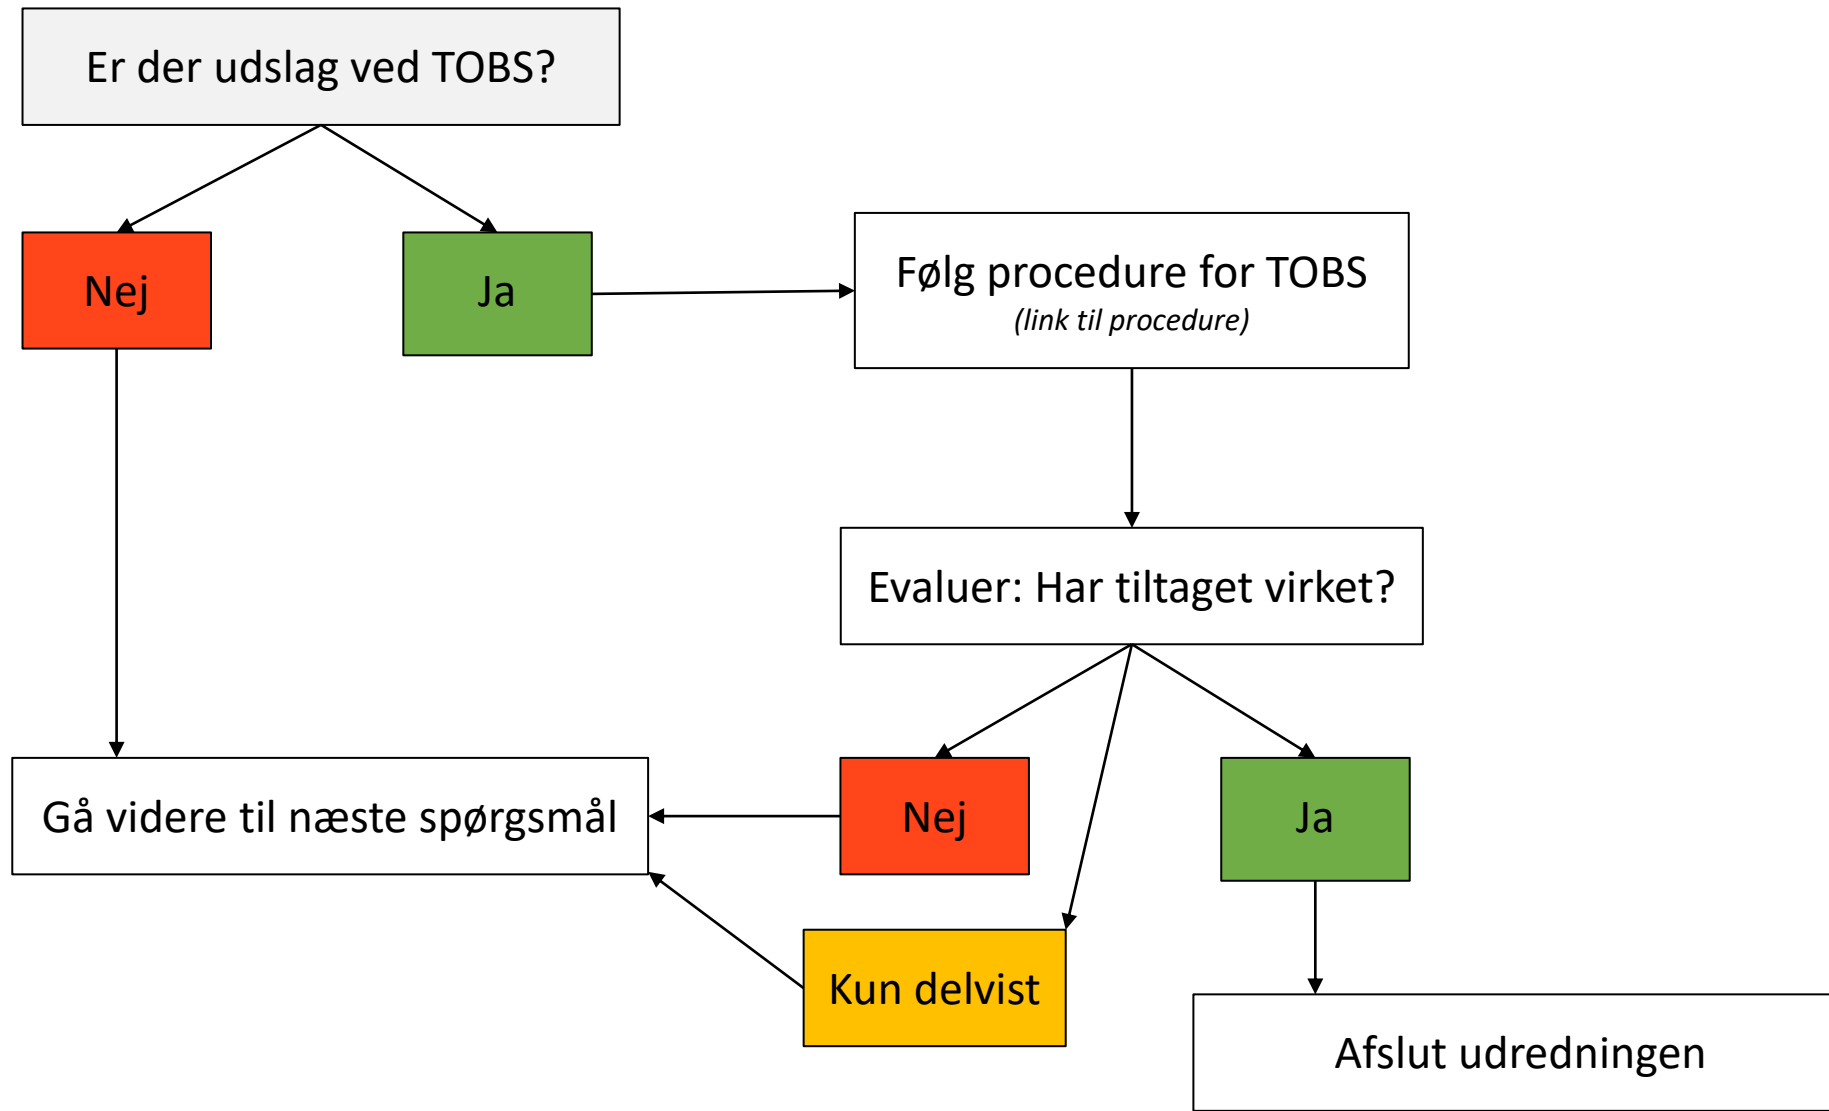 Er der udslag ved TOBS?
Nej
Ja
Følg procedure for TOBS
(link til procedure)
Evaluer: Har tiltaget virket?
Gå videre til næste spørgsmål
Nej
Ja
Kun delvist
Afslut udredningen